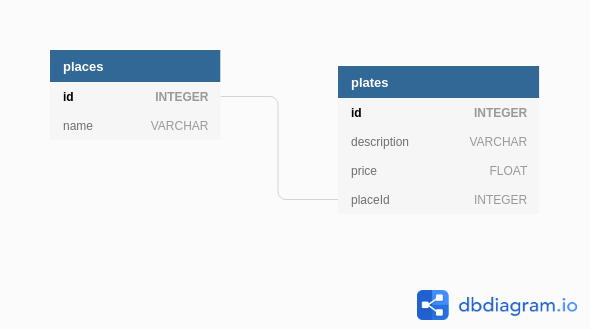 places
id INTEGER
name VARCHAR
plates
id INTEGER
description VARCHAR
price FLOAT
placeId INTEGER
dbdiagram.io